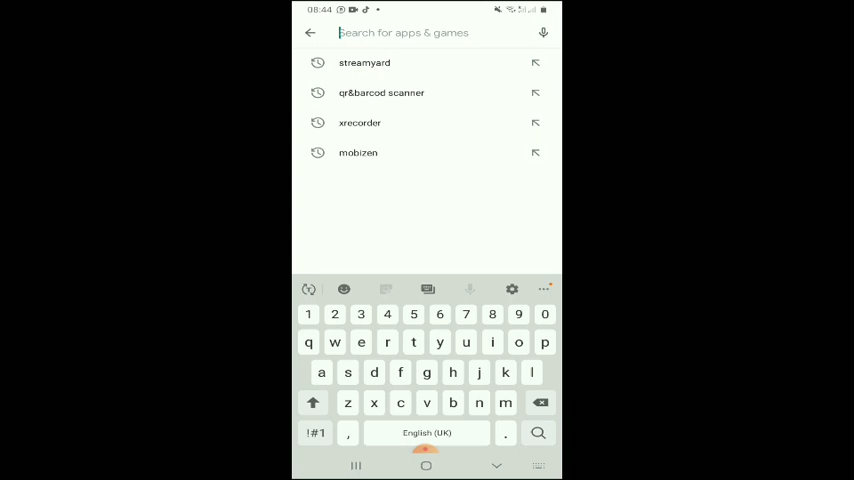 08:44
Search for apps & games
streamyard
qr&barcod scanner
xrecorder
mobizen
1 2 3 4 5 6 7 8 9 0
q w e r t y u i o p
a s d f g h j k l
z x c v b n m
!#1 , English (UK) .